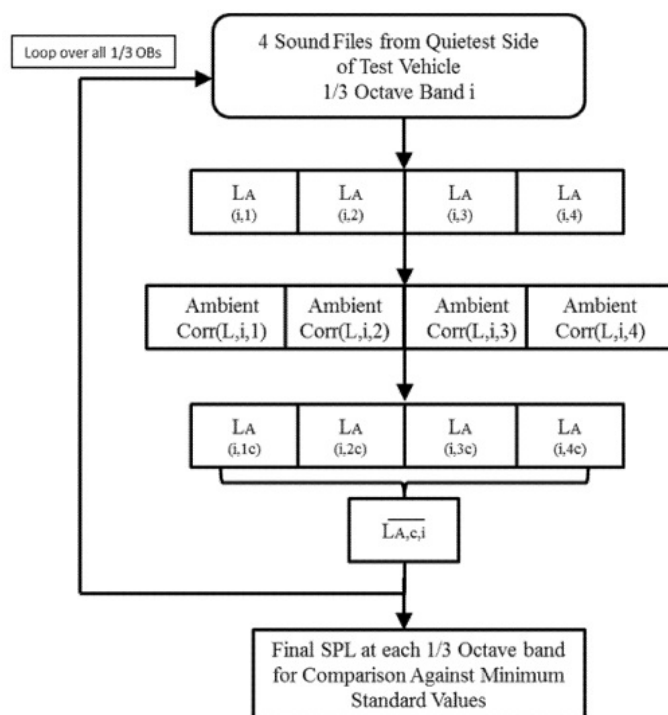 Loop over all 1/3 OBs
4 Sound Files from Quietest Side
of Test Vehicle
1/3 Octave Band i
LA LA LA LA
(i,1) (i,2) (i,3) (i,4)
Ambient Ambient Ambient Ambient
Corr(L,i,1) Corr(L,i,2) Corr(L,i,3) Corr(L,i,4)
LA LA LA LA
(i,1c) (i,2c) (i,3c) (i,4c)
LA,c,i
Final SPL at each 1/3 Octave band
for Comparison Against Minimum
Standard Values